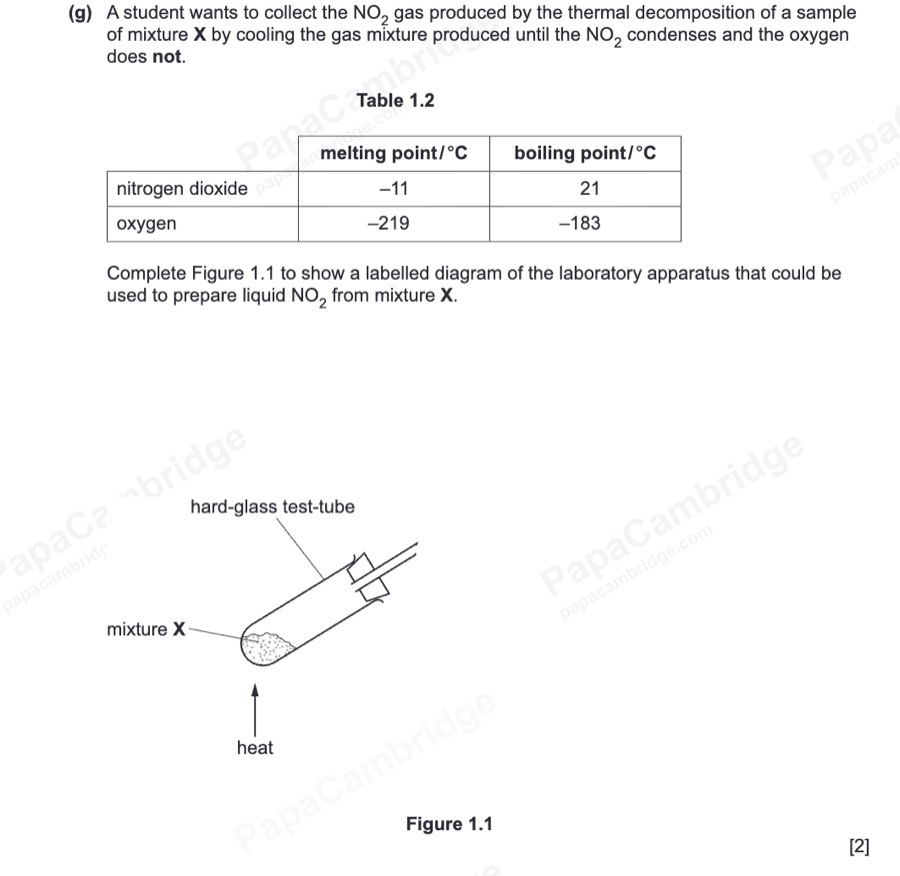 (g) A student wants to collect the NO₂ gas produced by the thermal decomposition of a sample
of mixture X by cooling the gas mixture produced until the NO₂ condenses and the oxygen
does not.
Table 1.2
melting point/°C boiling point/°C
nitrogen dioxide –11 21
oxygen –219 –183
Complete Figure 1.1 to show a labelled diagram of the laboratory apparatus that could be
used to prepare liquid NO₂ from mixture X.
hard-glass test-tube
mixture X
heat
Figure 1.1
[2]
PapaCambridge
papacambridge.com